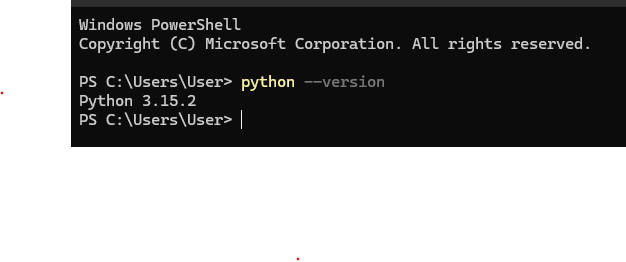 Windows PowerShell
Copyright (C) Microsoft Corporation. All rights reserved.
PS C:\Users\User> python --version
Python 3.15.2
PS C:\Users\User>